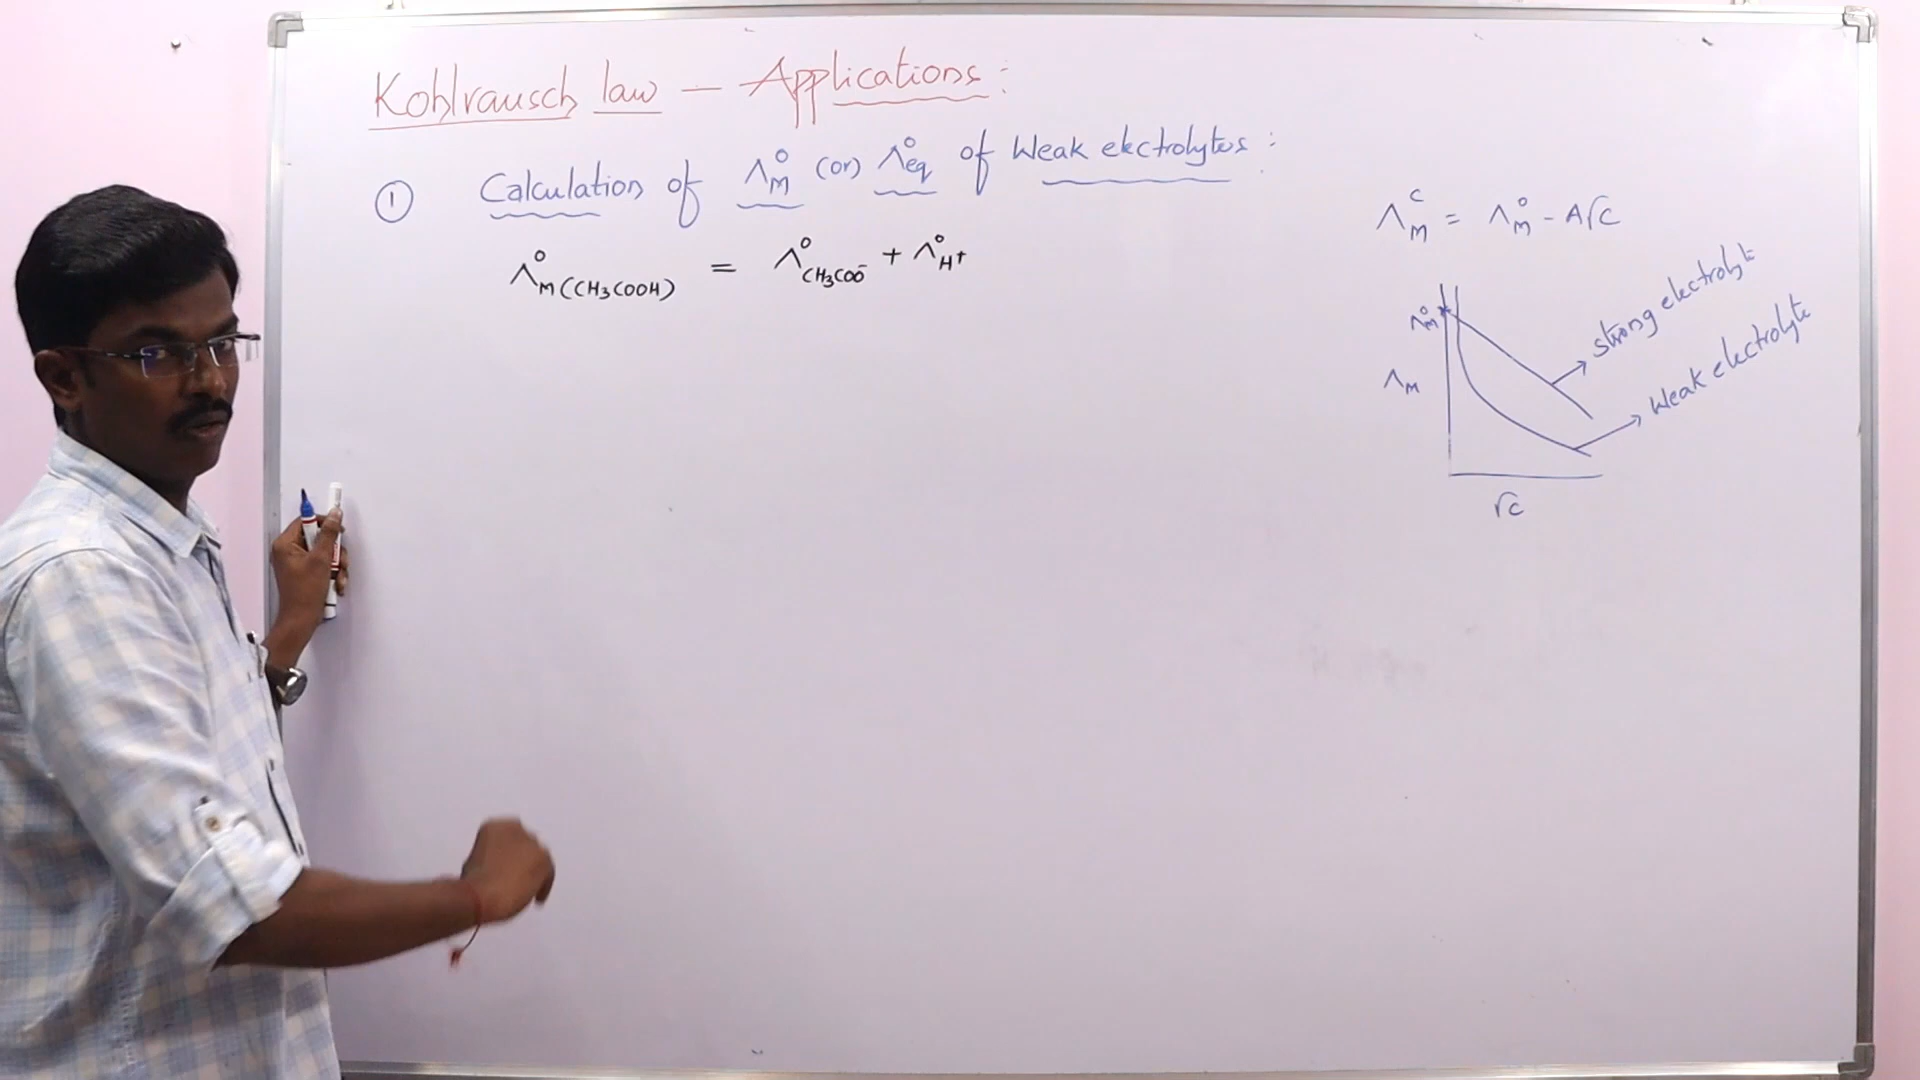 Kohlrausch law – Applications :
① Calculation of Λ°M (or) Λ°eq of Weak electrolytes :
Λ°M(CH3COOH) = Λ°CH3COO⁻ + Λ°H⁺
ΛᶜM = Λ°M - A√C
Λ°M
ΛM
strong electrolyte
Weak electrolyte
√C